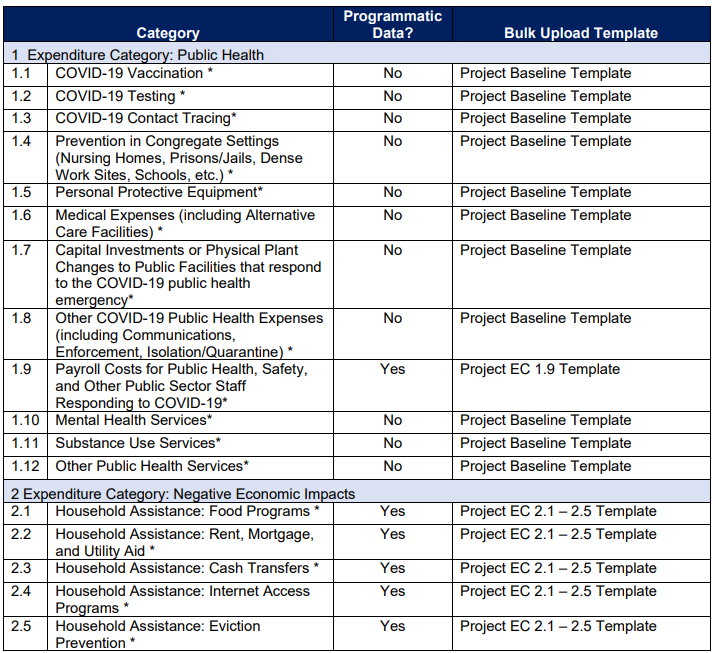 Category
Programmatic
Data?
Bulk Upload Template
1 Expenditure Category: Public Health
1.1 COVID-19 Vaccination * No Project Baseline Template
1.2 COVID-19 Testing * No Project Baseline Template
1.3 COVID-19 Contact Tracing* No Project Baseline Template
1.4 Prevention in Congregate Settings No Project Baseline Template
(Nursing Homes, Prisons/Jails, Dense
Work Sites, Schools, etc.) *
1.5 Personal Protective Equipment* No Project Baseline Template
1.6 Medical Expenses (including Alternative No Project Baseline Template
Care Facilities) *
1.7 Capital Investments or Physical Plant No Project Baseline Template
Changes to Public Facilities that respond
to the COVID-19 public health
emergency*
1.8 Other COVID-19 Public Health Expenses No Project Baseline Template
(including Communications,
Enforcement, Isolation/Quarantine) *
1.9 Payroll Costs for Public Health, Safety, Yes Project EC 1.9 Template
and Other Public Sector Staff
Responding to COVID-19*
1.10 Mental Health Services* No Project Baseline Template
1.11 Substance Use Services* No Project Baseline Template
1.12 Other Public Health Services* No Project Baseline Template
2 Expenditure Category: Negative Economic Impacts
2.1 Household Assistance: Food Programs * Yes Project EC 2.1 – 2.5 Template
2.2 Household Assistance: Rent, Mortgage, Yes Project EC 2.1 – 2.5 Template
and Utility Aid *
2.3 Household Assistance: Cash Transfers * Yes Project EC 2.1 – 2.5 Template
2.4 Household Assistance: Internet Access Yes Project EC 2.1 – 2.5 Template
Programs *
2.5 Household Assistance: Eviction Yes Project EC 2.1 – 2.5 Template
Prevention *